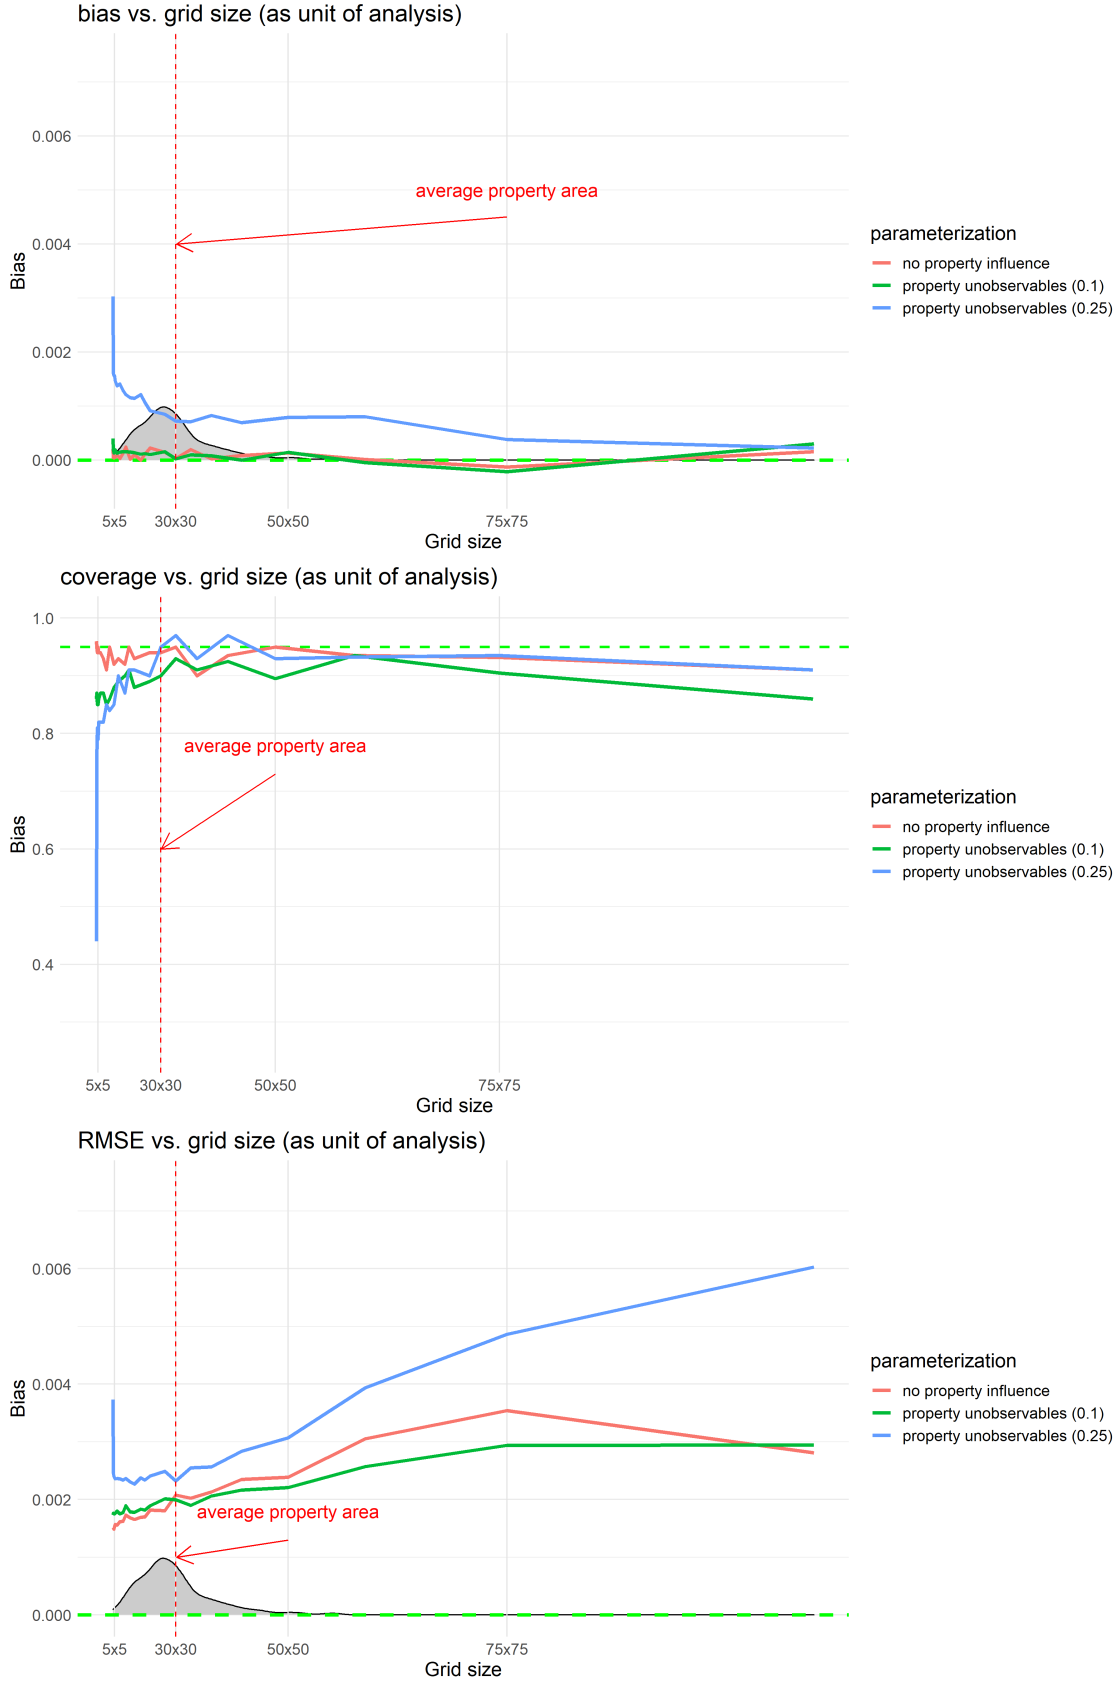 bias vs. grid size (as unit of analysis)
0.006
0.004
0.002
0.000
Bias
average property area
5x5
30x30
50x50
75x75
Grid size
parameterization
no property influence
property unobservables (0.1)
property unobservables (0.25)
coverage vs. grid size (as unit of analysis)
1.0
0.8
0.6
0.4
Bias
average property area
5x5
30x30
50x50
75x75
Grid size
parameterization
no property influence
property unobservables (0.1)
property unobservables (0.25)
RMSE vs. grid size (as unit of analysis)
0.006
0.004
0.002
0.000
Bias
average property area
5x5
30x30
50x50
75x75
Grid size
parameterization
no property influence
property unobservables (0.1)
property unobservables (0.25)